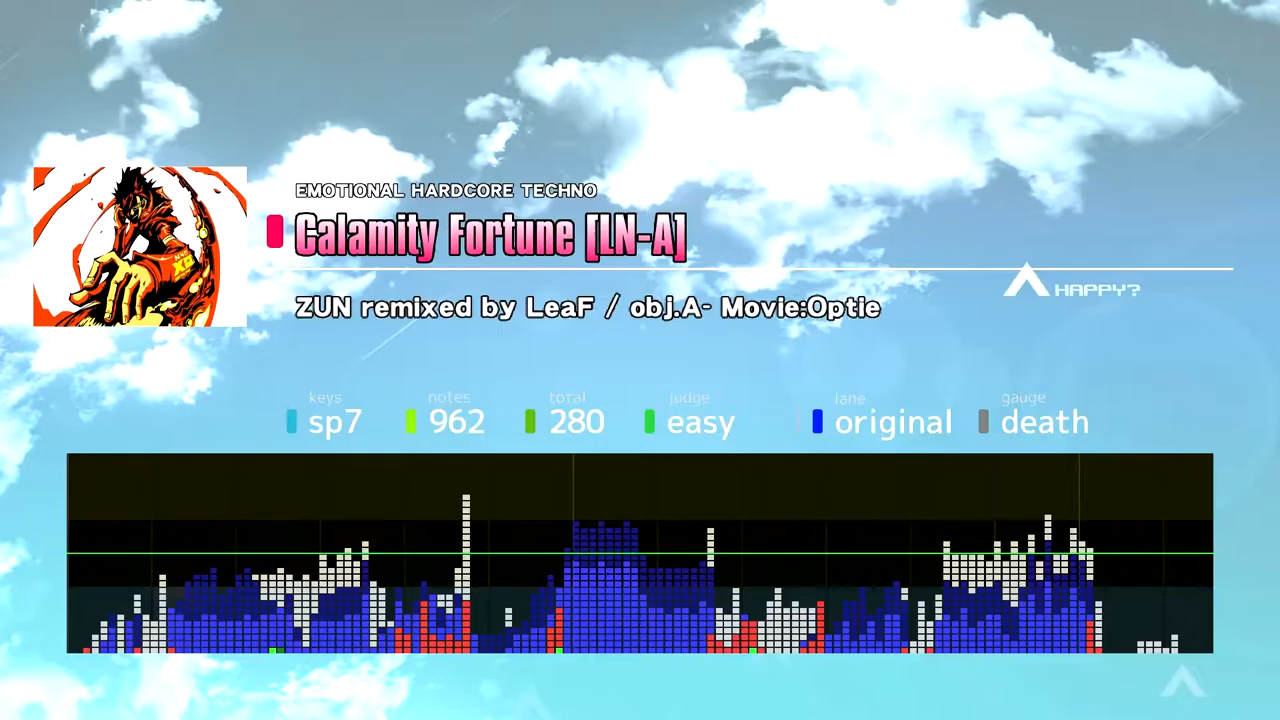 EMOTIONAL HARDCORE TECHNO
Calamity Fortune [LN-A]
HAPPY?
ZUN remixed by LeaF / obj.A- Movie:Optie
keys notes total judge lane gauge
sp7 962 280 easy original death